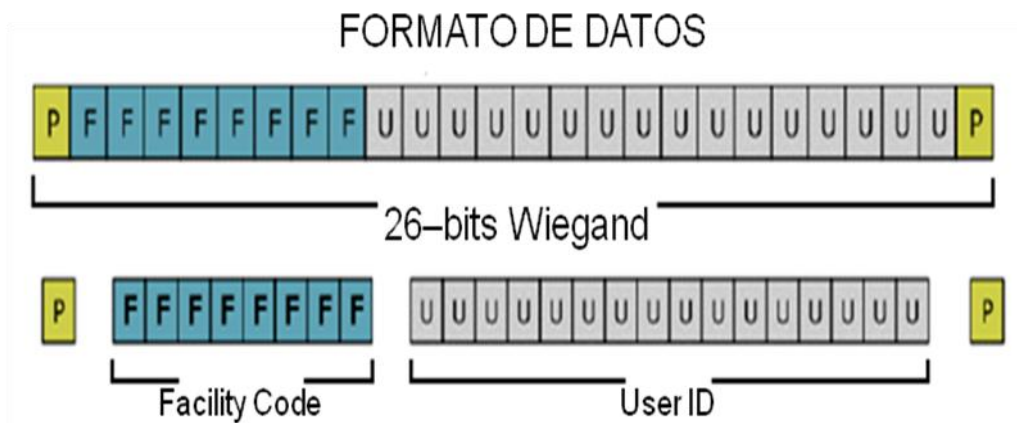 FORMATO DE DATOS
P F F F F F F F F U U U U U U U U U U U U U U U U P
26–bits Wiegand
P F F F F F F F F U U U U U U U U U U U U U U U U P
Facility Code User ID